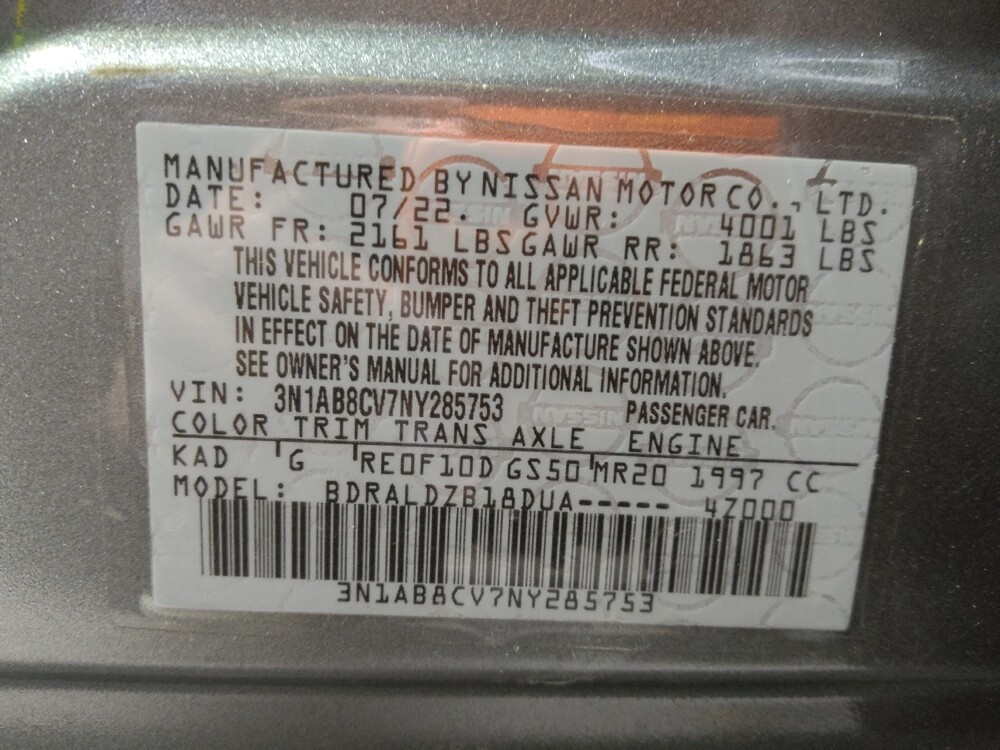 MANUFACTURED BY NISSAN MOTOR CO., LTD.
DATE: 07/22. GVWR: 4001 LBS
GAWR FR: 2161 LBS GAWR RR: 1863 LBS
THIS VEHICLE CONFORMS TO ALL APPLICABLE FEDERAL MOTOR
VEHICLE SAFETY, BUMPER AND THEFT PREVENTION STANDARDS
IN EFFECT ON THE DATE OF MANUFACTURE SHOWN ABOVE.
SEE OWNER'S MANUAL FOR ADDITIONAL INFORMATION.
VIN: 3N1AB8CV7NY285753 PASSENGER CAR.
COLOR TRIM TRANS AXLE ENGINE
KAD G RE0F10D GS50 MR20 1997 CC
MODEL: BDRALDZB18DUA----- 4Z000
3N1AB8CV7NY285753